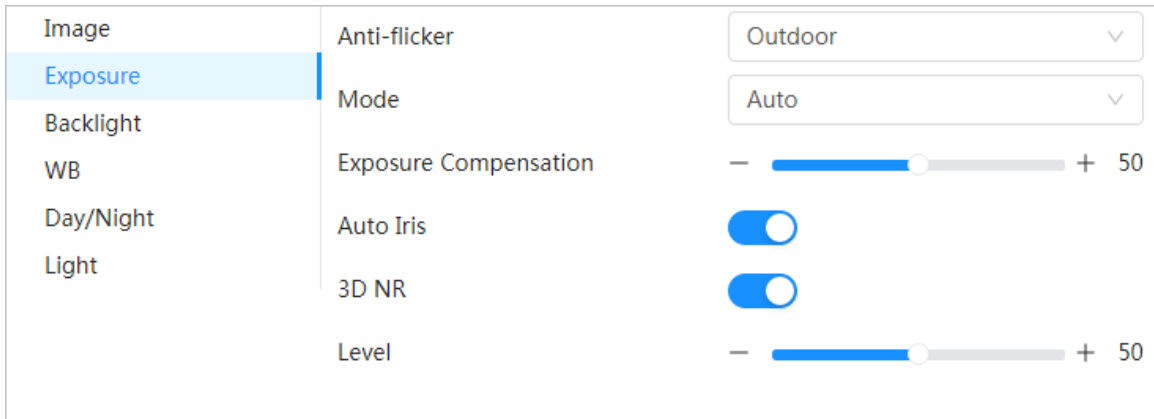 Image
Exposure
Backlight
WB
Day/Night
Light
Anti-flicker Outdoor
Mode Auto
Exposure Compensation − + 50
Auto Iris
3D NR
Level − + 50